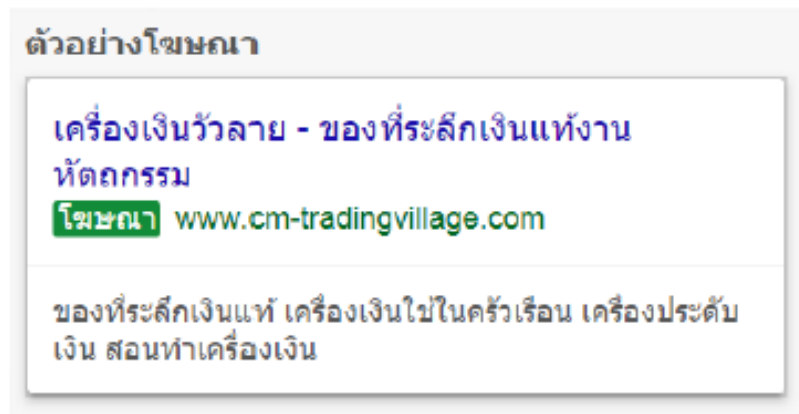 ตัวอย่างโฆษณา
เครื่องเงินวัวลาย - ของที่ระลึกเงินแท้งาน
หัตถกรรม
โฆษณา www.cm-tradingvillage.com
ของที่ระลึกเงินแท้ เครื่องเงินใช้ในครัวเรือน เครื่องประดับ
เงิน สอนทำเครื่องเงิน